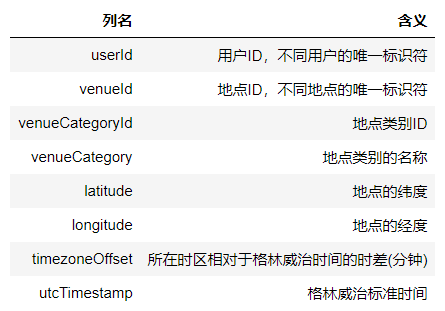 列名 含义
userId 用户ID，不同用户的唯一标识符
venueId 地点ID，不同地点的唯一标识符
venueCategoryId 地点类别ID
venueCategory 地点类别的名称
latitude 地点的纬度
longitude 地点的经度
timezoneOffset 所在时区相对于格林威治时间的时差(分钟)
utcTimestamp 格林威治标准时间